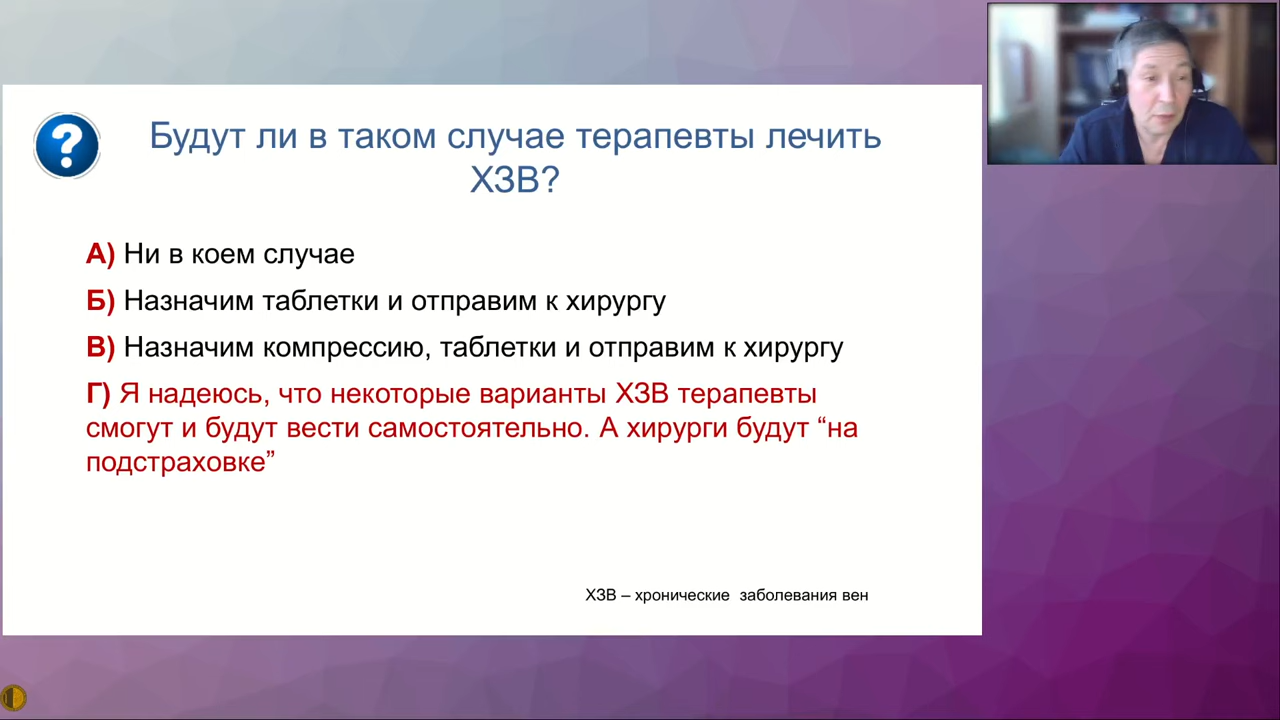 ?
Будут ли в таком случае терапевты лечить
ХЗВ?
А) Ни в коем случае
Б) Назначим таблетки и отправим к хирургу
В) Назначим компрессию, таблетки и отправим к хирургу
Г) Я надеюсь, что некоторые варианты ХЗВ терапевты
смогут и будут вести самостоятельно. А хирурги будут “на
подстраховке”
ХЗВ – хронические  заболевания вен